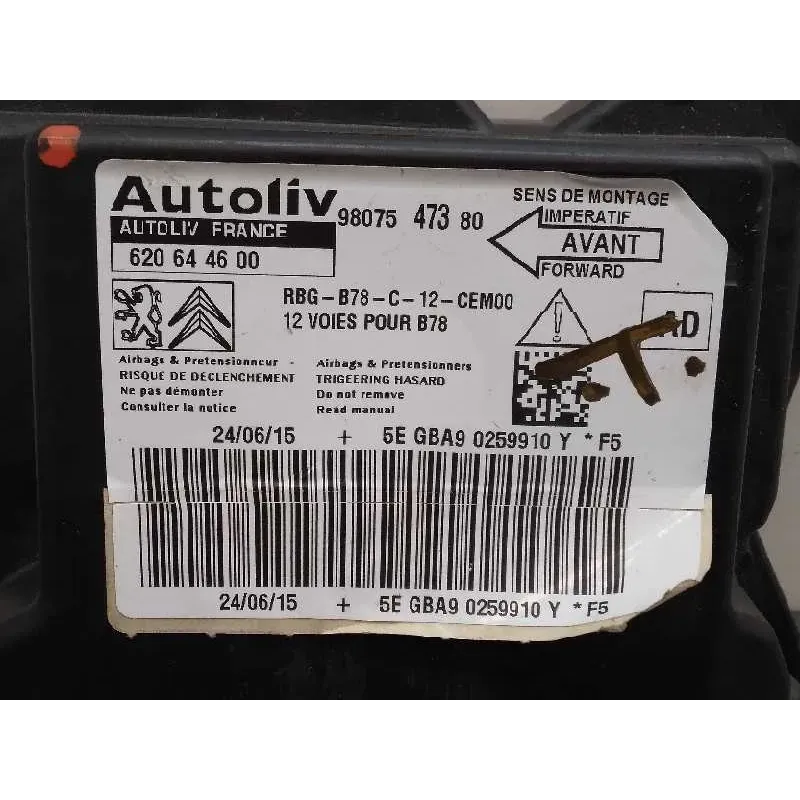 Autoliv
AUTOLIV FRANCE
620 64 46 00
98075 473 80
SENS DE MONTAGE
IMPERATIF
AVANT
FORWARD
RBG-B78-C-12-CEM00
12 VOIES POUR B78
AD
Airbags & Pretensionneur -
RISQUE DE DECLENCHEMENT
Ne pas démonter
Consulter la notice
Airbags & Pretensionners
TRIGEERING HASARD
Do not remove
Read manual
24/06/15 + 5E GBA9 0259910 Y * F5
24/06/15 + 5E GBA9 0259910 Y * F5